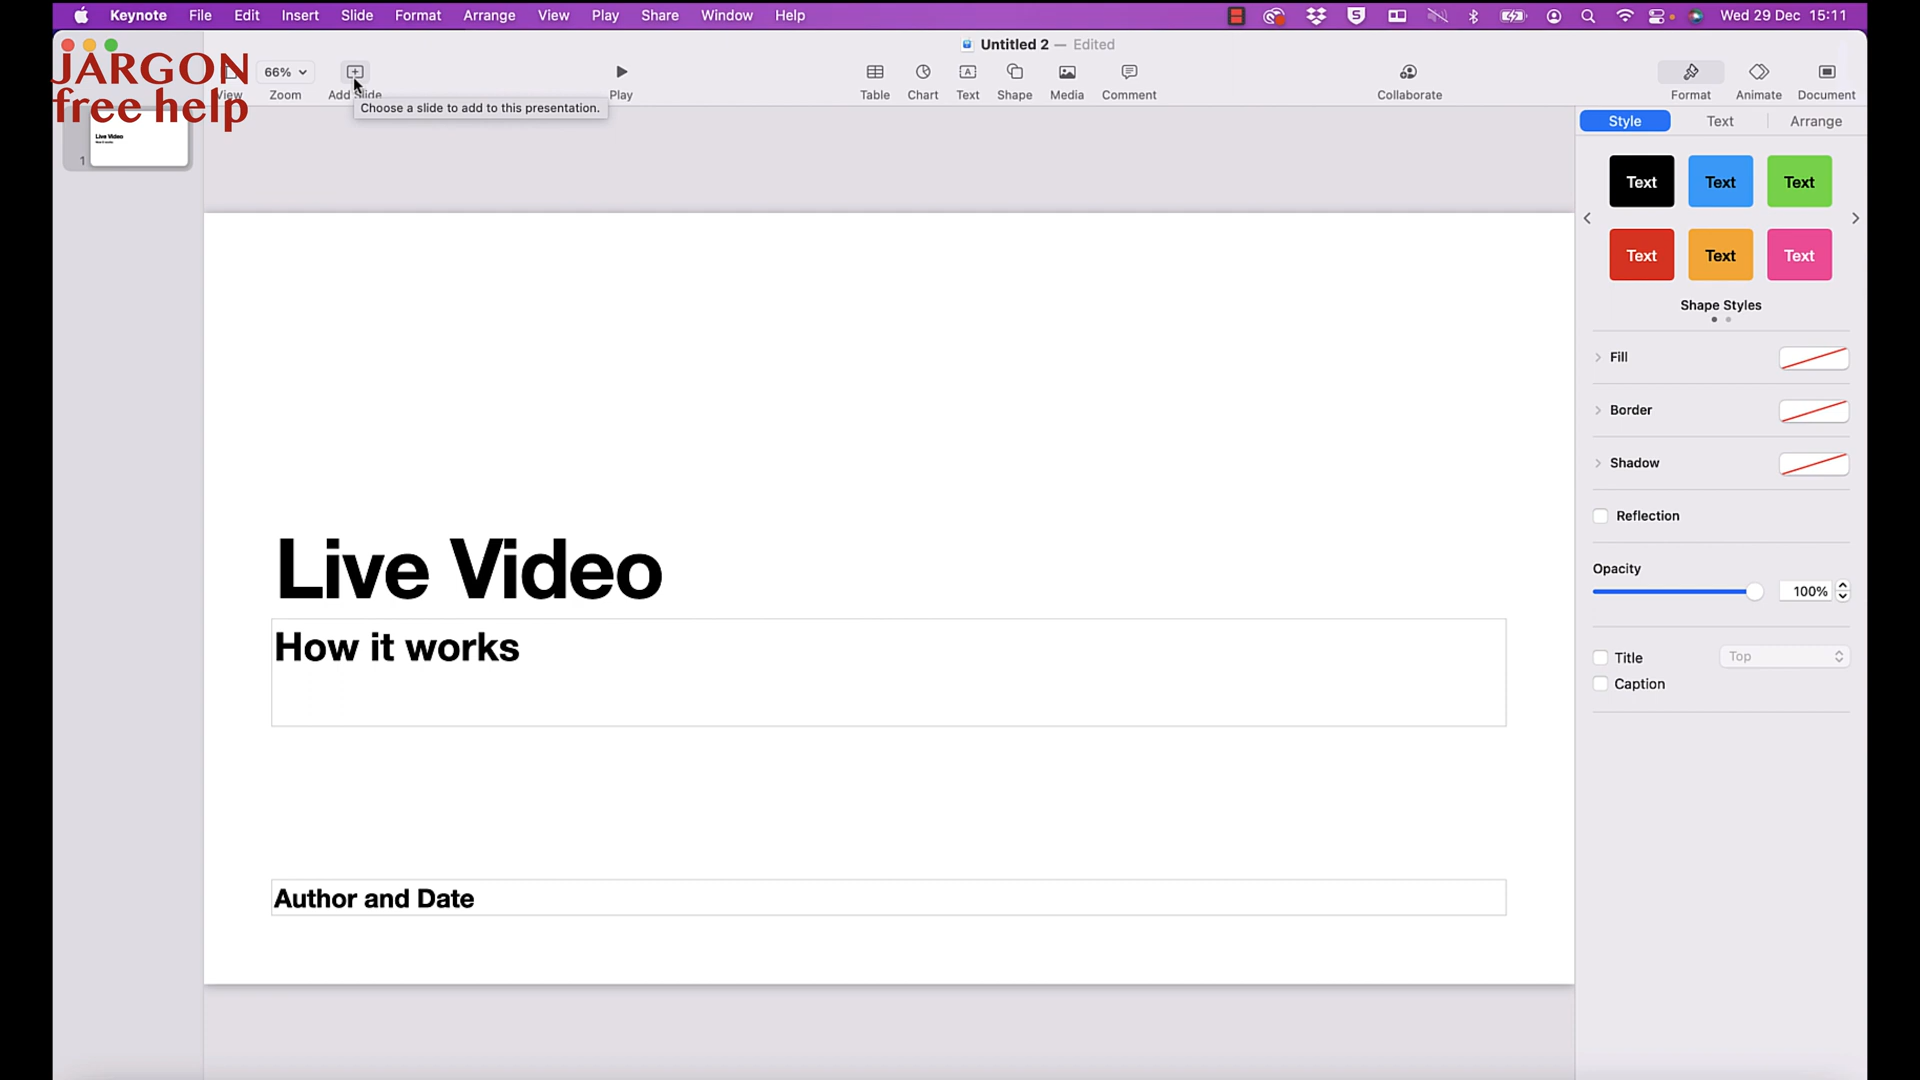 Keynote File Edit Insert Slide Format Arrange View Play Share Window Help Wed 29 Dec 15:11
JARGON
free help
Untitled 2 — Edited
66%
View Zoom Add Slide Play Table Chart Text Shape Media Comment Collaborate Format Animate Document
Choose a slide to add to this presentation.
Style Text Arrange
Live Video
How it works
1
Text Text Text
Text Text Text
Shape Styles
Fill
Border
Shadow
Reflection
Opacity
100%
Title Top
Caption
Live Video
How it works
Author and Date